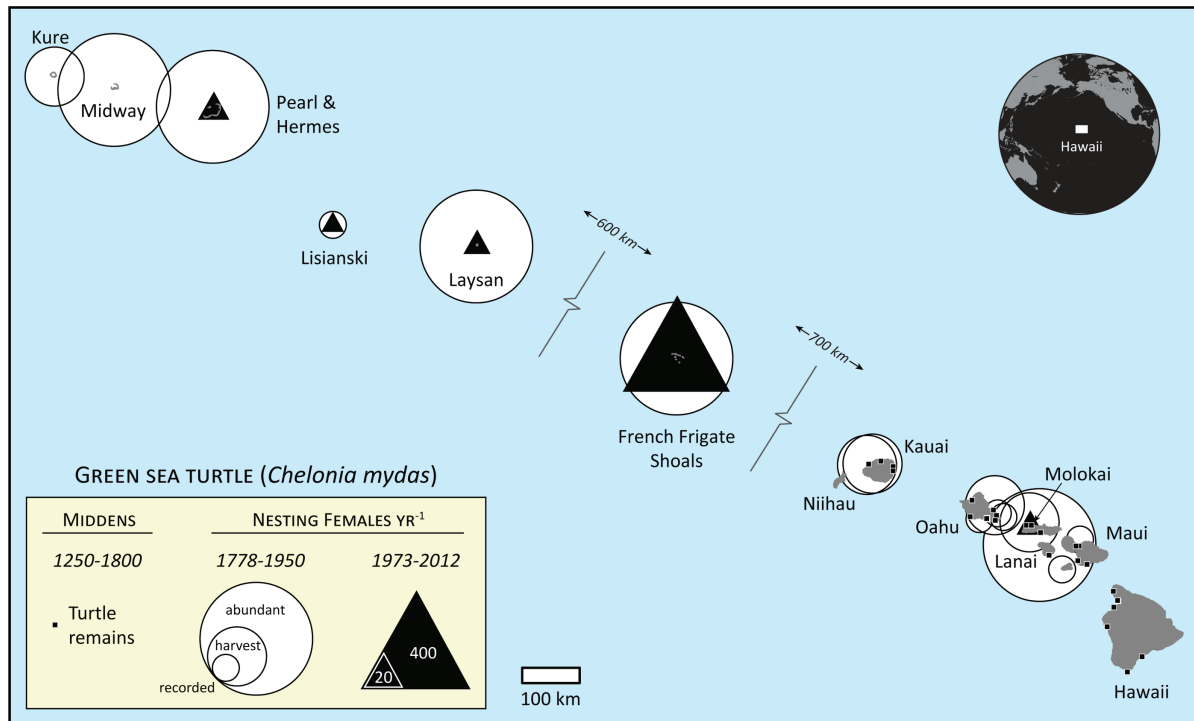 Kure
Midway
Pearl &
Hermes
Hawaii
Lisianski
Laysan
600 km
700 km
French Frigate
Shoals
Kauai
Niihau
Molokai
Oahu
Maui
Lanai
Hawaii
GREEN SEA TURTLE (Chelonia mydas)
MIDDENS
NESTING FEMALES YR-1
1250-1800
1778-1950
1973-2012
Turtle
remains
abundant
harvest
recorded
400
20
100 km